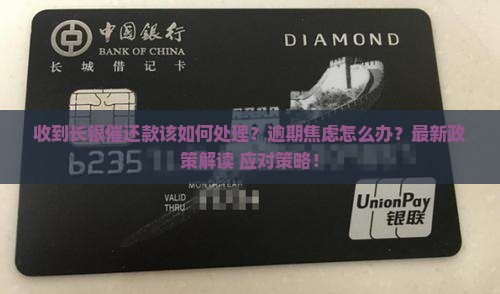 中国银行
BANK OF CHINA
长城借记卡
DIAMOND
收到长银催还款该如何处理？逾期焦虑怎么办？最新政
策解读 应对策略！
6235
MONTH/YEAR
VALID
THRU
UnionPay
银联